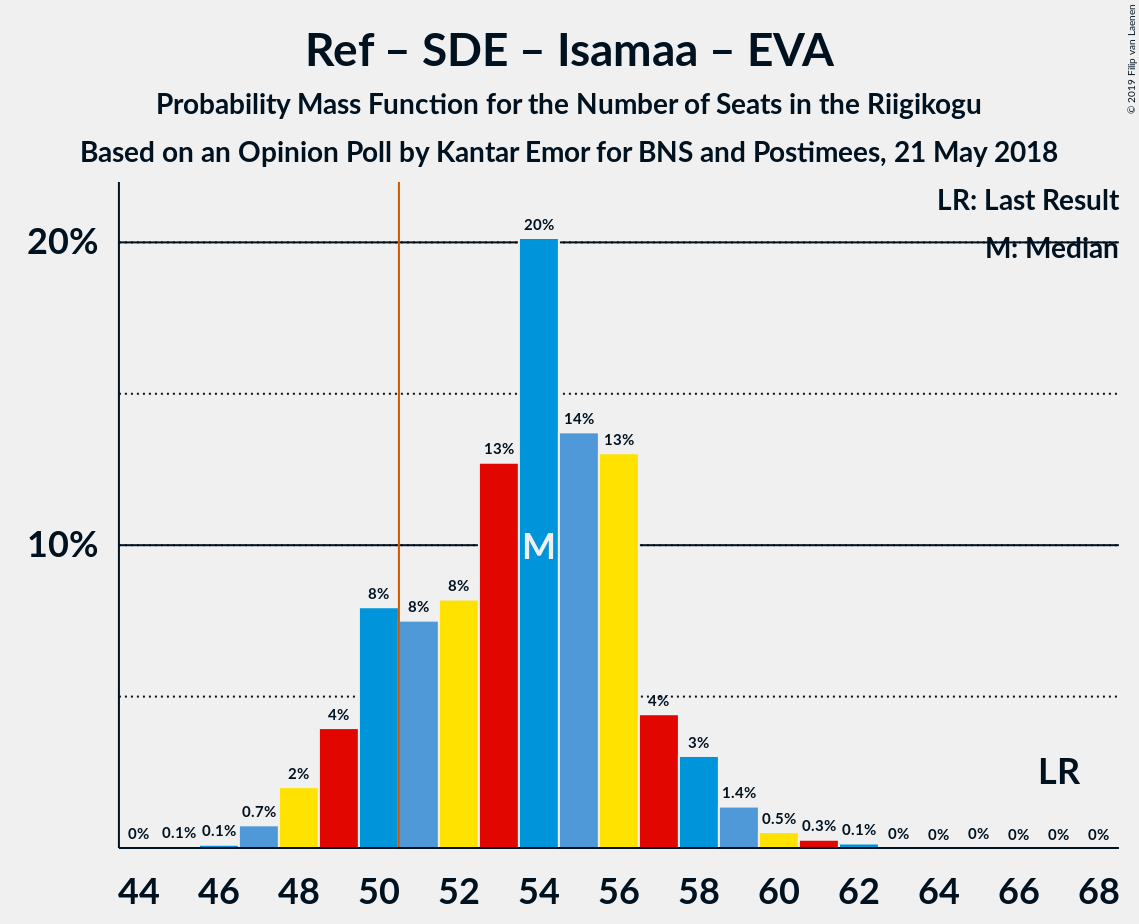 © 2019 Filip van Laenen
Ref – SDE – Isamaa – EVA
Probability Mass Function for the Number of Seats in the Riigikogu
Based on an Opinion Poll by Kantar Emor for BNS and Postimees, 21 May 2018
LR: Last Result
M: Median
20%
10%
0% 0.1% 0.1% 0.7% 2% 4% 8% 8% 8% 13% 20% 14% 13% 4% 3% 1.4% 0.5% 0.3% 0.1% 0% 0% 0% 0% 0% 0%
M
LR
44 46 48 50 52 54 56 58 60 62 64 66 68